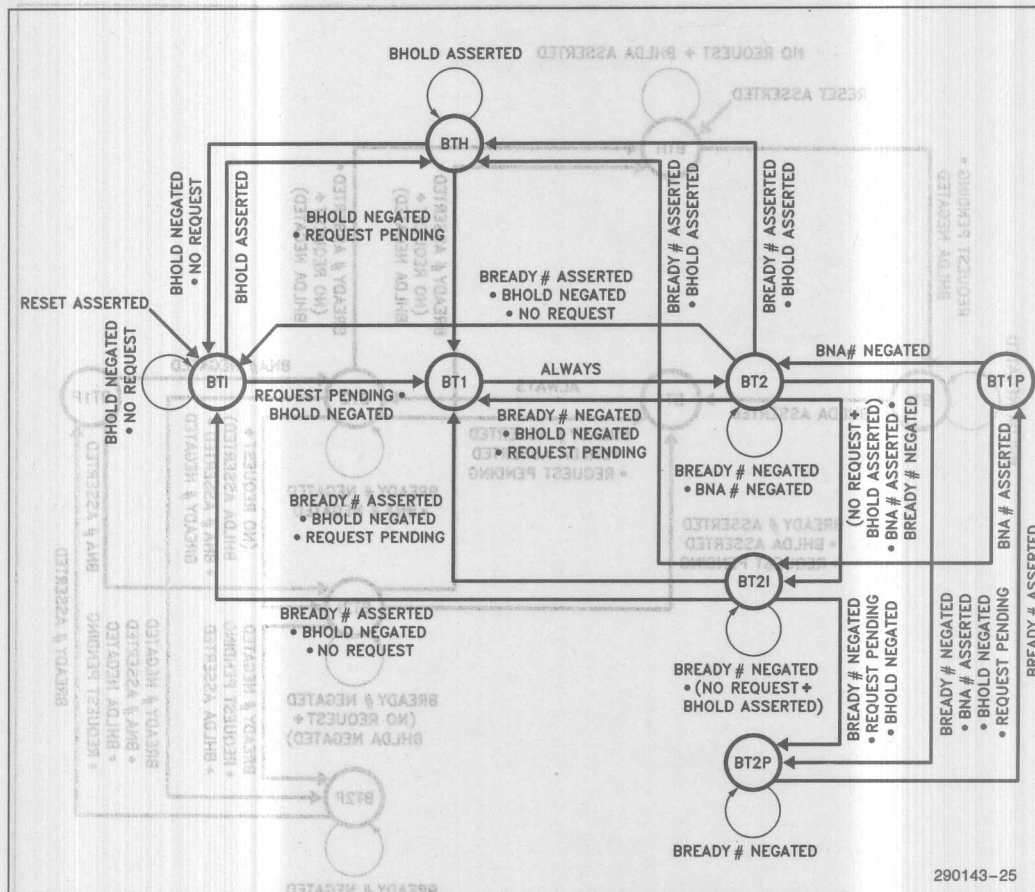 BHOLD ASSERTED
BTH
BHOLD NEGATED
• NO REQUEST
BHOLD ASSERTED
BHOLD NEGATED
• REQUEST PENDING
BREADY # ASSERTED
• BHOLD ASSERTED
BREADY # ASSERTED
• BHOLD ASSERTED
BREADY # ASSERTED
• BHOLD NEGATED
• NO REQUEST
RESET ASSERTED
BHOLD NEGATED
• NO REQUEST
BTI
REQUEST PENDING •
BHOLD NEGATED
BT1
ALWAYS
BREADY # NEGATED
• BHOLD NEGATED
• REQUEST PENDING
BT2
BNA# NEGATED
BT1P
BREADY # NEGATED
• BNA # NEGATED
(NO REQUEST +
BHOLD ASSERTED)
• BNA # ASSERTED •
BREADY # NEGATED
BNA # ASSERTED
BREADY # ASSERTED
BREADY # ASSERTED
• BHOLD NEGATED
• REQUEST PENDING
BT2I
BREADY # ASSERTED
• BHOLD NEGATED
• NO REQUEST
BREADY # NEGATED
• (NO REQUEST +
BHOLD ASSERTED)
BREADY # NEGATED
• REQUEST PENDING
• BHOLD NEGATED
BREADY # NEGATED
• BNA # ASSERTED
• BHOLD NEGATED
• REQUEST PENDING
BT2P
BREADY # NEGATED
290143-25